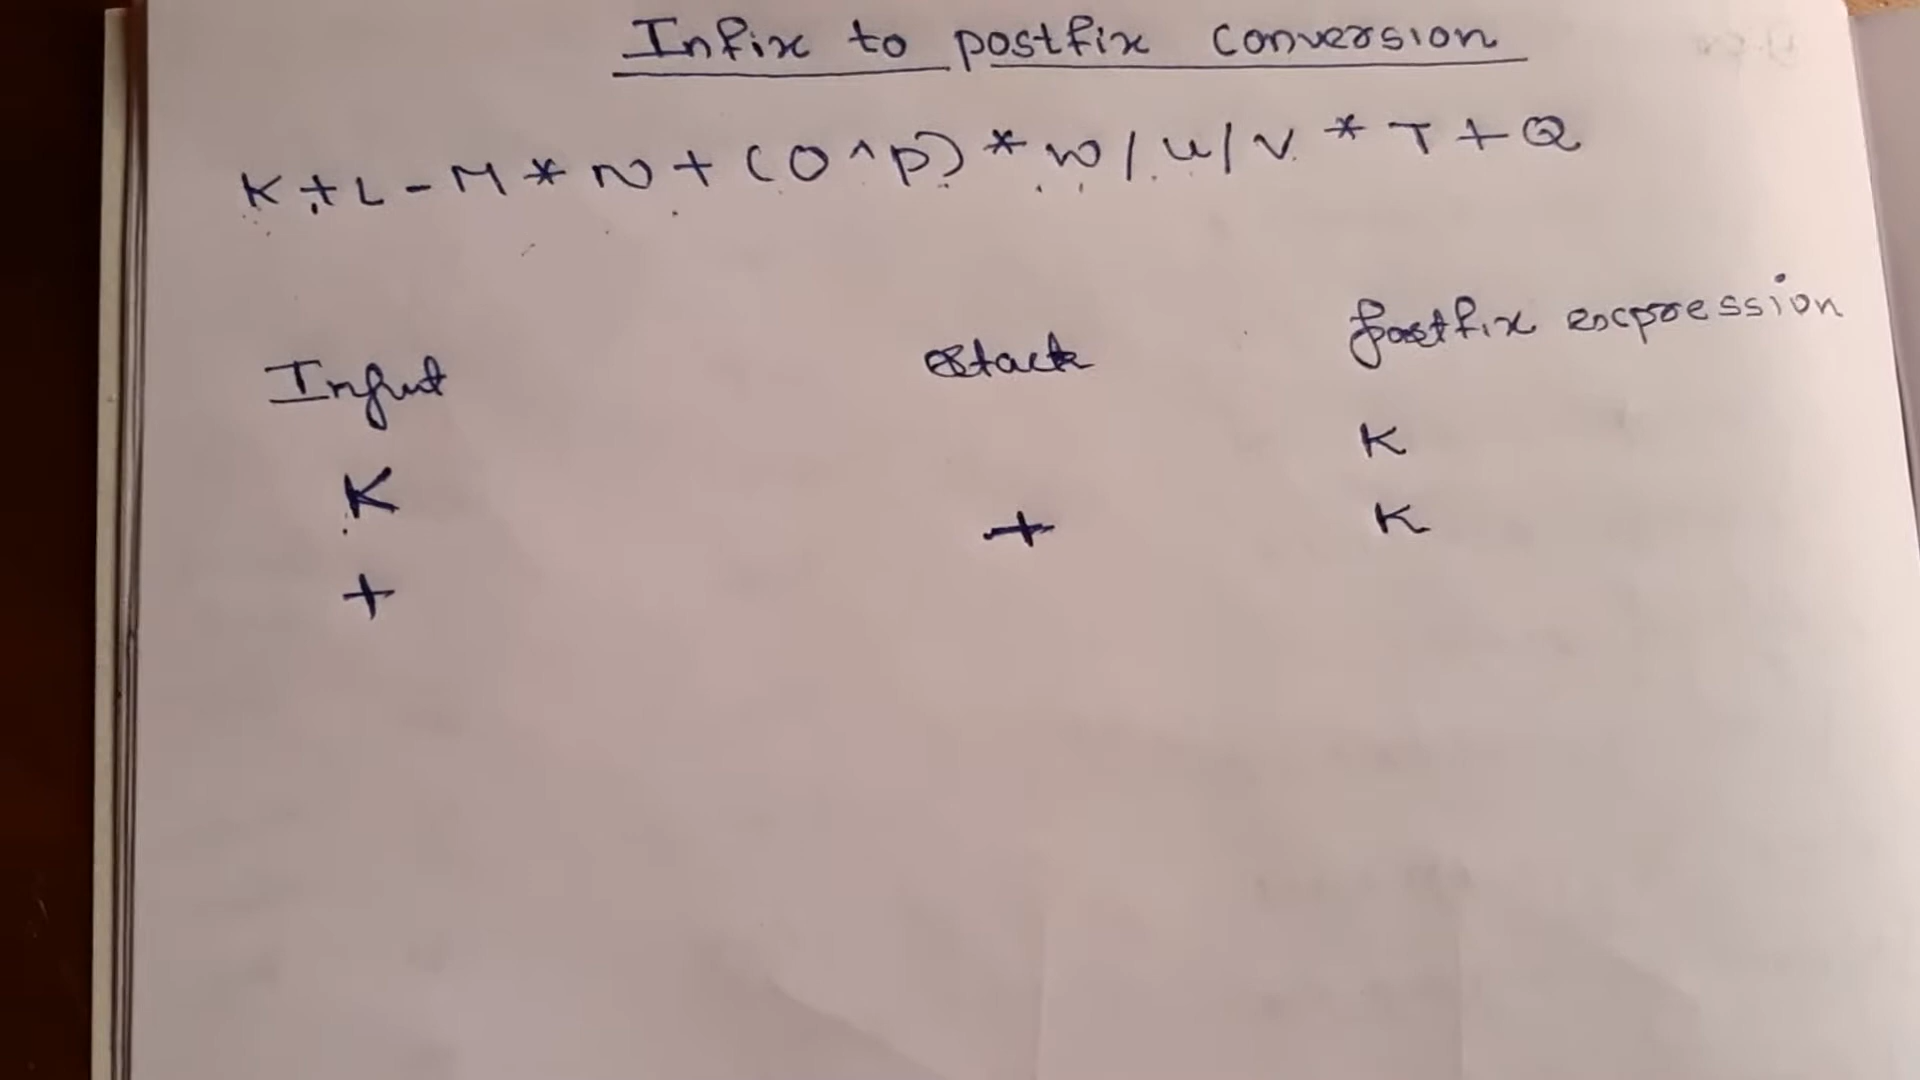 Infix to postfix conversion
K + L - M * N + ( O ^ P ) * W / U / V * T + Q
Input Stack Postfix expression
K K
+ + K